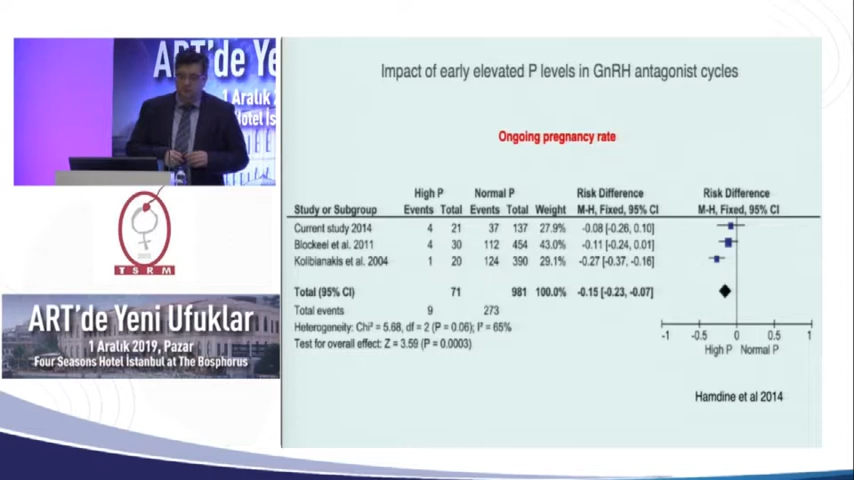 ART'de Ye
1 Aralık
Hotel İs
TSRM
ART'de Yeni Ufuklar
1 Aralık 2019, Pazar
Four Seasons Hotel İstanbul at The Bosphorus
Impact of early elevated P levels in GnRH antagonist cycles
Ongoing pregnancy rate
High P Normal P Risk Difference Risk Difference
Study or Subgroup Events Total Events Total Weight M-H, Fixed, 95% CI M-H, Fixed, 95% CI
Current study 2014 4 21 37 137 27.9% -0.08 [-0.26, 0.10]
Blockeel et al. 2011 4 30 112 454 43.0% -0.11 [-0.24, 0.01]
Kolibianakis et al. 2004 1 20 124 390 29.1% -0.27 [-0.37, -0.16]
Total (95% CI) 71 981 100.0% -0.15 [-0.23, -0.07]
Total events 9 273
Heterogeneity: Chi² = 5.68, df = 2 (P = 0.06); I² = 65%
Test for overall effect: Z = 3.59 (P = 0.0003)
-1 -0.5 0 0.5 1
High P Normal P
Hamdine et al 2014